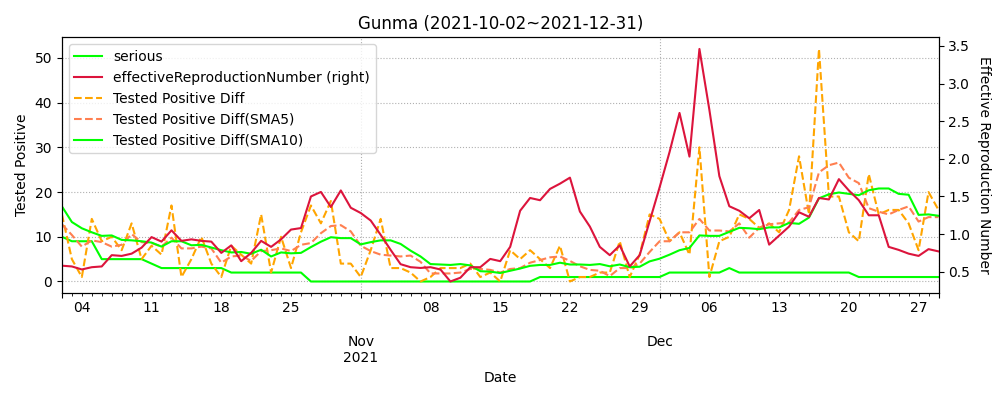 Gunma (2021-10-02~2021-12-31)
serious
effectiveReproductionNumber (right)
Tested Positive Diff
Tested Positive Diff(SMA5)
Tested Positive Diff(SMA10)
Tested Positive
50
40
30
20
10
0
3.5
3.0
2.5
2.0
1.5
1.0
0.5
Effective Reproduction Number
04 11 18 25 08 15 22 29 06 13 20 27
Nov Dec
2021
Date